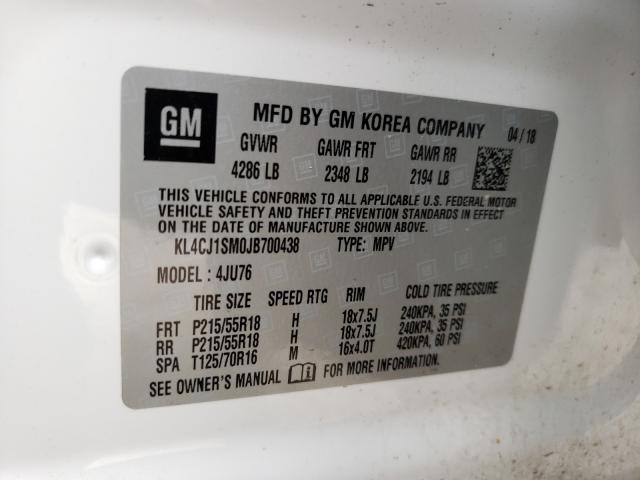 GM
MFD BY GM KOREA COMPANY 04 / 18
GVWR GAWR FRT GAWR RR
4286 LB 2348 LB 2194 LB
THIS VEHICLE CONFORMS TO ALL APPLICABLE U.S. FEDERAL MOTOR
VEHICLE SAFETY AND THEFT PREVENTION STANDARDS IN EFFECT
ON THE DATE OF MANUFACTURE SHOWN ABOVE.
KL4CJ1SM0JB700438 TYPE: MPV
MODEL : 4JU76
TIRE SIZE SPEED RTG RIM COLD TIRE PRESSURE
FRT P215/55R18 H 18x7.5J 240KPA, 35 PSI
RR P215/55R18 H 18x7.5J 240KPA, 35 PSI
SPA T125/70R16 M 16x4.0T 420KPA, 60 PSI
SEE OWNER'S MANUAL FOR MORE INFORMATION.